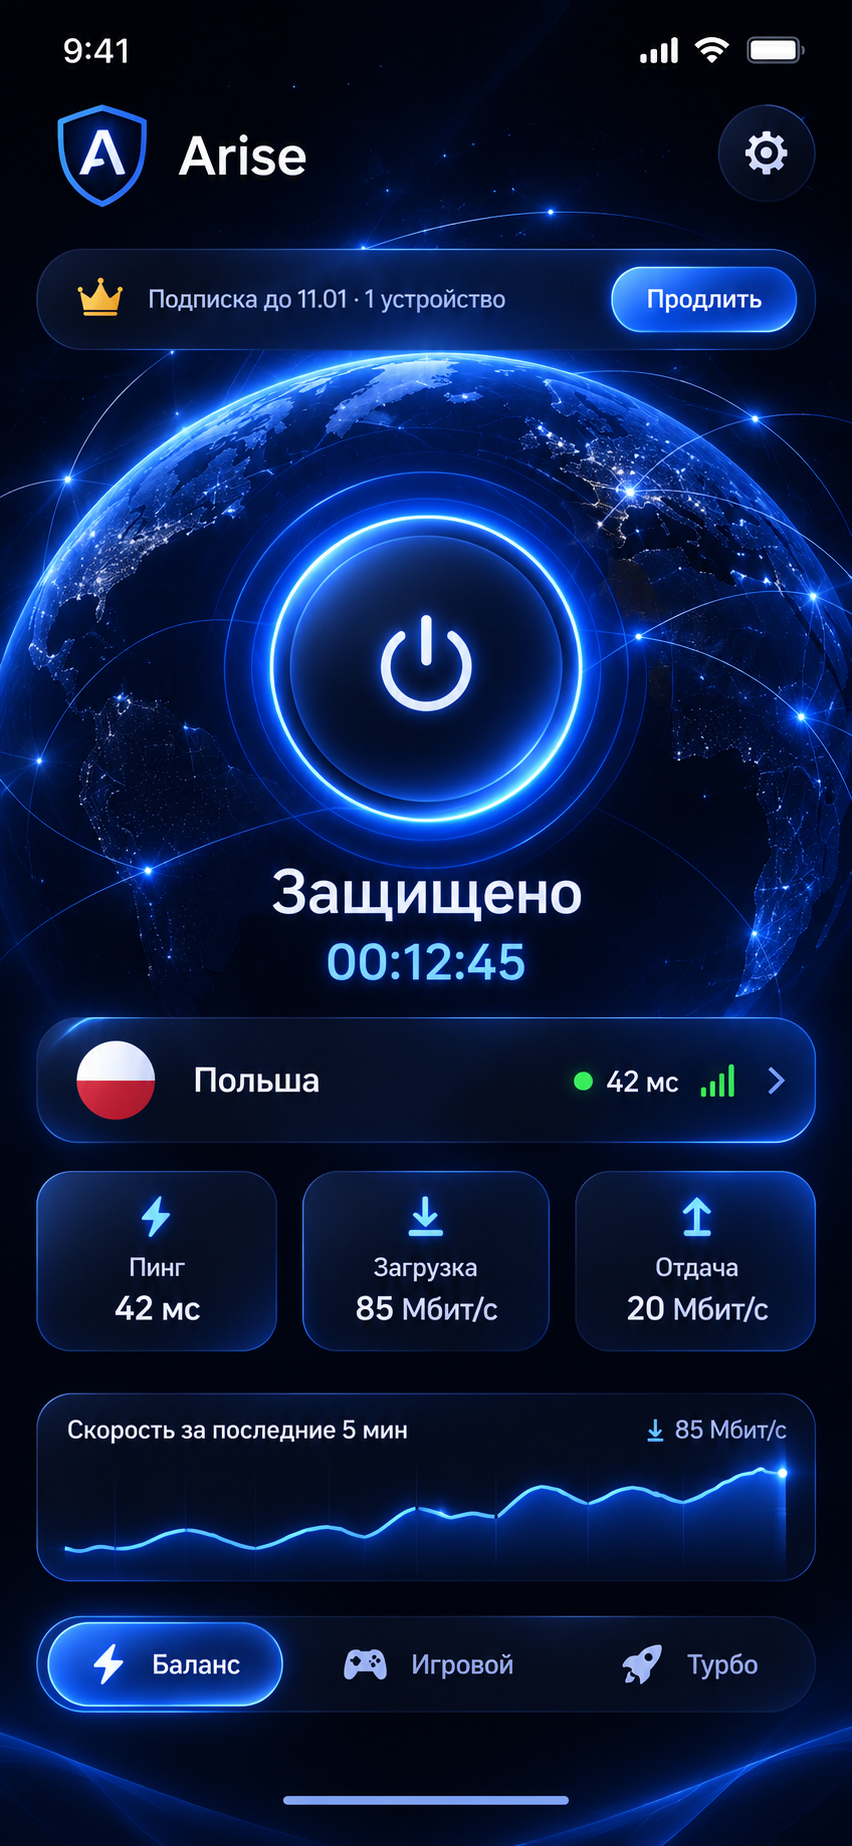 9:41
Arise
Подписка до 11.01 · 1 устройство
Продлить
Защищено
00:12:45
Польша
42 мс
Пинг
42 мс
Загрузка
85 Мбит/с
Отдача
20 Мбит/с
Скорость за последние 5 мин
85 Мбит/с
Баланс
Игровой
Турбо